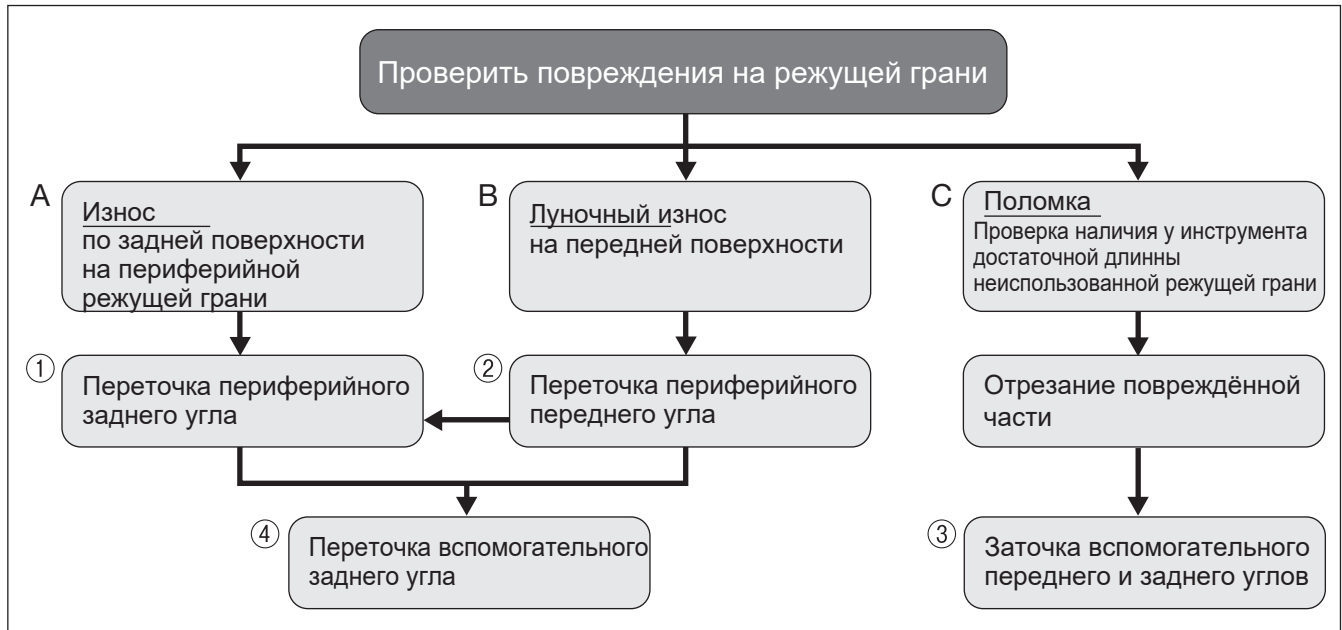 Проверить повреждения на режущей грани
A
Износ
по задней поверхности
на периферийной
режущей грани
B
Луночный износ
на передней поверхности
C
Поломка
Проверка наличия у инструмента
достаточной длинны
неиспользованной режущей грани
①
Переточка периферийного
заднего угла
②
Переточка периферийного
переднего угла
Отрезание повреждённой
части
④
Переточка вспомогательного
заднего угла
③
Заточка вспомогательного
переднего и заднего углов